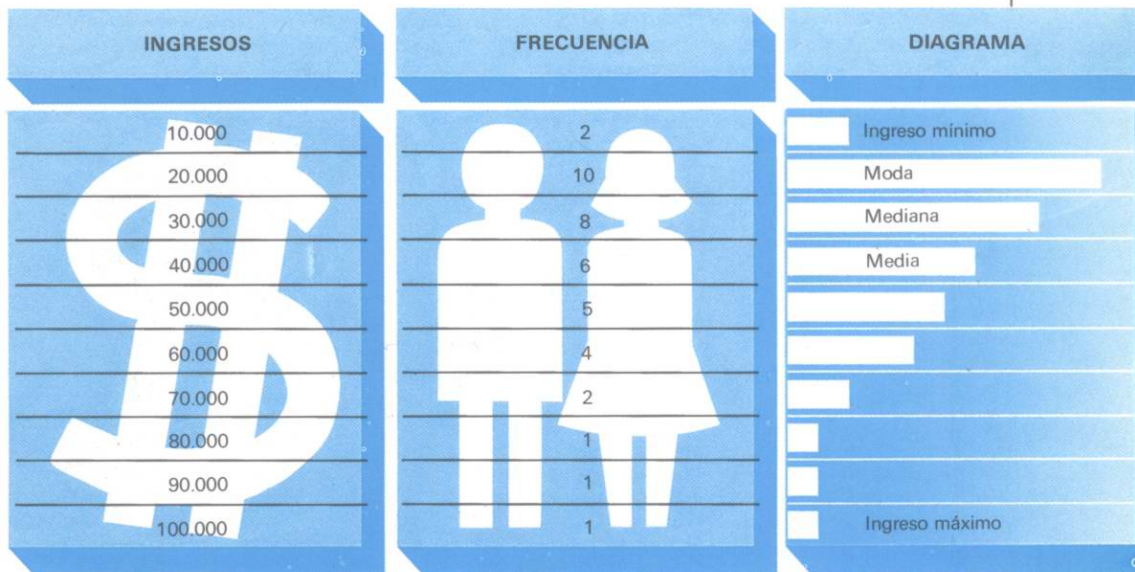 INGRESOS FRECUENCIA DIAGRAMA
10.000 2 Ingreso mínimo
20.000 10 Moda
30.000 8 Mediana
40.000 6 Media
50.000 5
60.000 4
70.000 2
80.000 1
90.000 1
100.000 1 Ingreso máximo